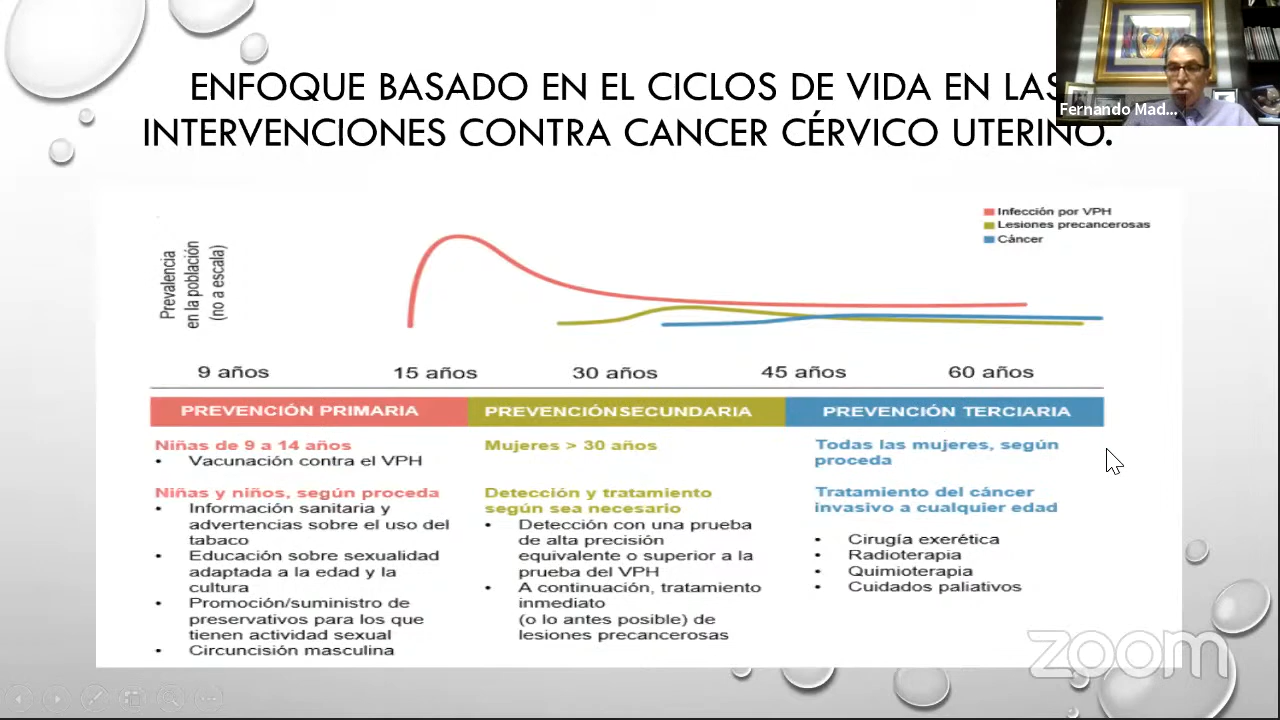 ENFOQUE BASADO EN EL CICLOS DE VIDA EN LAS
INTERVENCIONES CONTRA CANCER CÉRVICO UTERINO.
Fernando Mad...
Infección por VPH
Lesiones precancerosas
Cáncer
Prevalencia
en la población
(no a escala)
9 años
15 años
30 años
45 años
60 años
PREVENCIÓN PRIMARIA
Niñas de 9 a 14 años
• Vacunación contra el VPH
Niñas y niños, según proceda
• Información sanitaria y
advertencias sobre el uso del
tabaco
• Educación sobre sexualidad
adaptada a la edad y la
cultura
• Promoción/suministro de
preservativos para los que
tienen actividad sexual
• Circuncisión masculina
PREVENCIÓN SECUNDARIA
Mujeres > 30 años
Detección y tratamiento
según sea necesario
• Detección con una prueba
de alta precisión
equivalente o superior a la
prueba del VPH
• A continuación, tratamiento
inmediato
(o lo antes posible) de
lesiones precancerosas
PREVENCIÓN TERCIARIA
Todas las mujeres, según
proceda
Tratamiento del cáncer
invasivo a cualquier edad
• Cirugía exerética
• Radioterapia
• Quimioterapia
• Cuidados paliativos
zoom